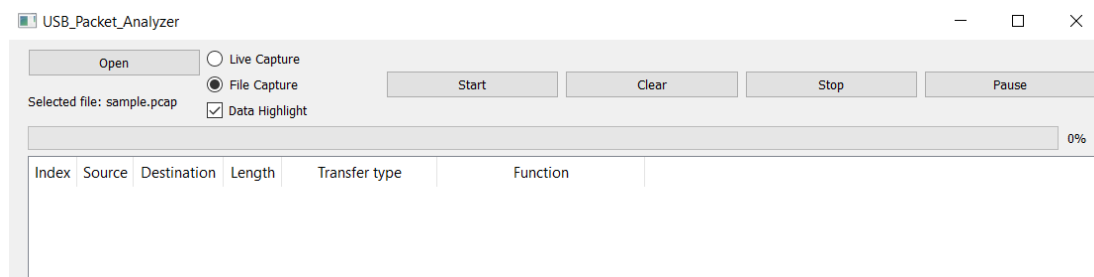 USB_Packet_Analyzer
Open
Live Capture
File Capture
Start Clear Stop Pause
Selected file: sample.pcap
Data Highlight
0%
Index Source Destination Length Transfer type Function